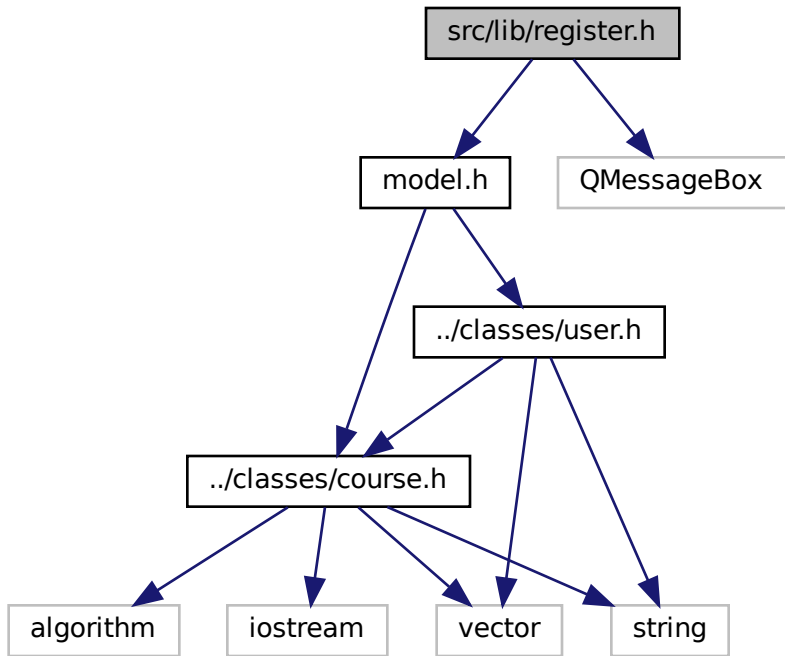 src/lib/register.h
model.h
QMessageBox
../classes/user.h
../classes/course.h
algorithm
iostream
vector
string